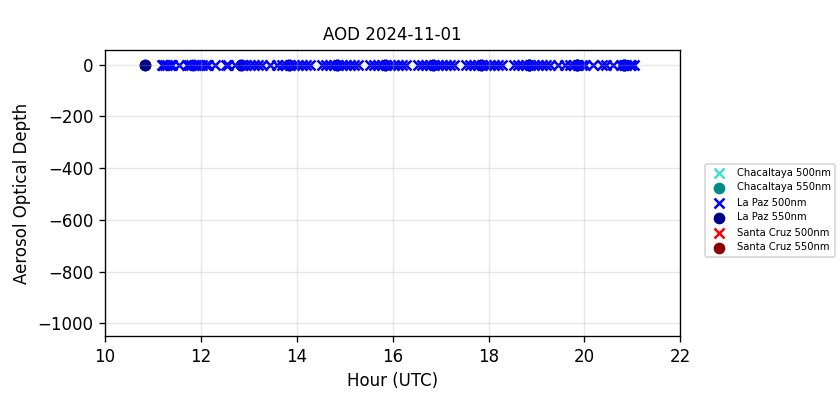 AOD 2024-11-01
0
−200
−400
−600
−800
−1000
Aerosol Optical Depth
10 12 14 16 18 20 22
Hour (UTC)
Chacaltaya 500nm
Chacaltaya 550nm
La Paz 500nm
La Paz 550nm
Santa Cruz 500nm
Santa Cruz 550nm